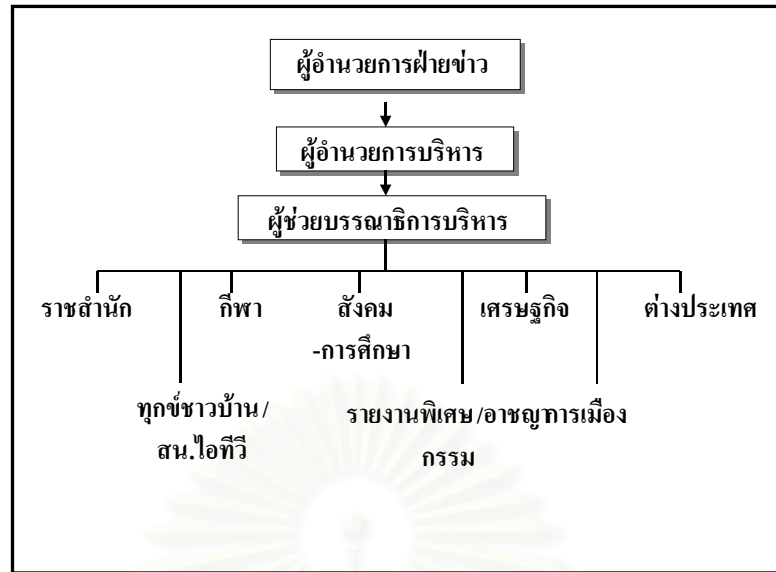 ผู้อำนวยการฝ่ายข่าว
ผู้อำนวยการบริหาร
ผู้ช่วยบรรณาธิการบริหาร
ราชสำนัก
กีฬา
สังคม
-การศึกษา
เศรษฐกิจ
ต่างประเทศ
ทุกข์ชาวบ้าน/
สน.ไอทีวี
รายงานพิเศษ/อาชญา
กรรม
การเมือง